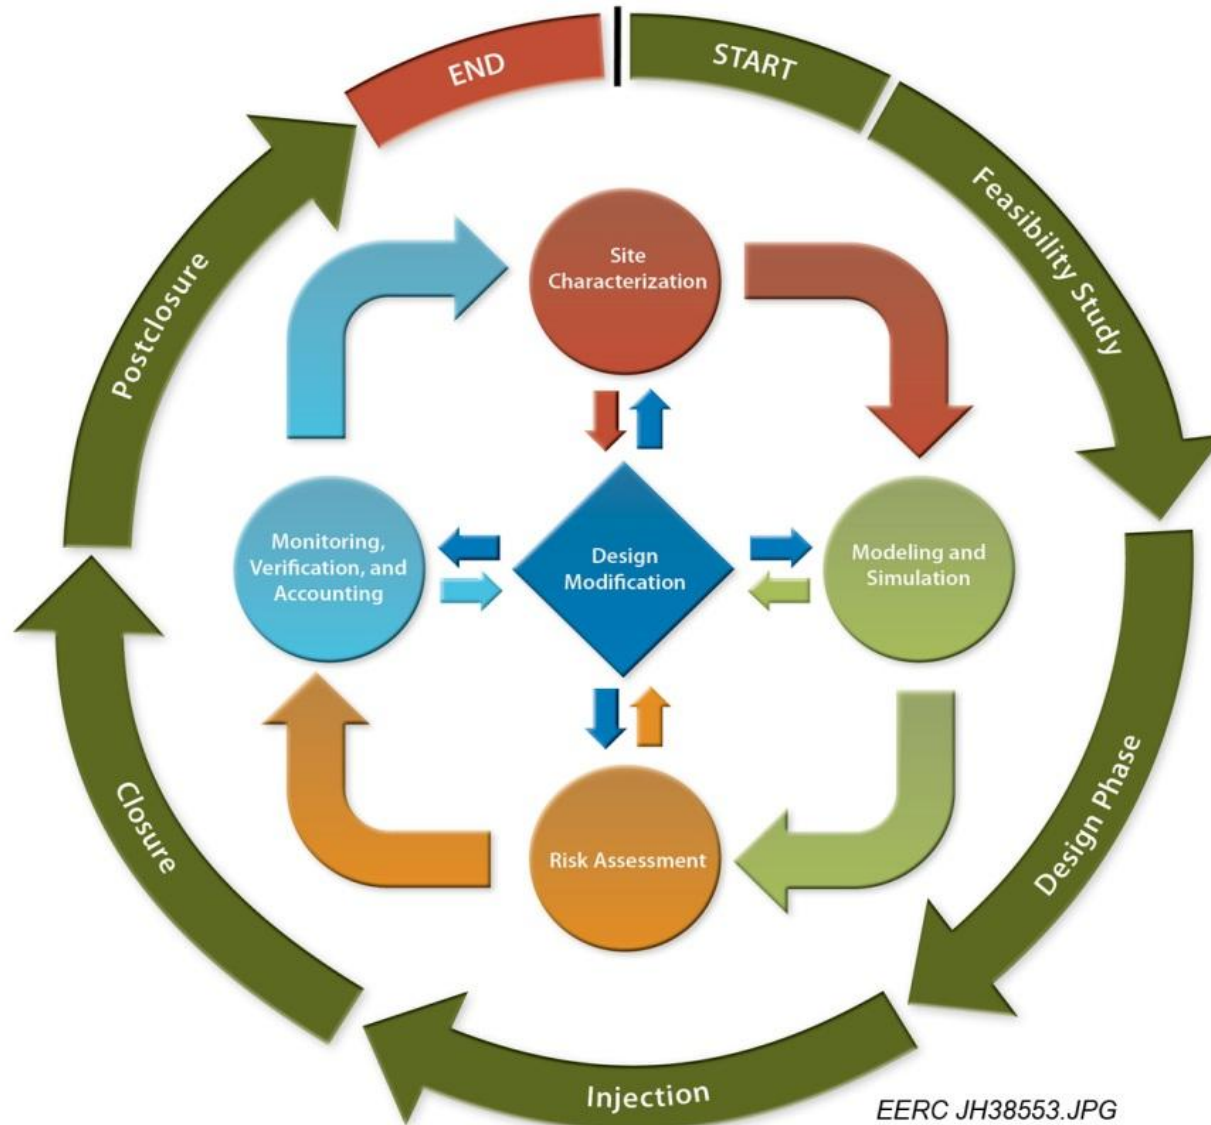 END
START
Feasibility Study
Design Phase
Injection
Closure
Postclosure
Site
Characterization
Modeling and
Simulation
Risk Assessment
Monitoring,
Verification, and
Accounting
Design
Modification
EERC JH38553.JPG